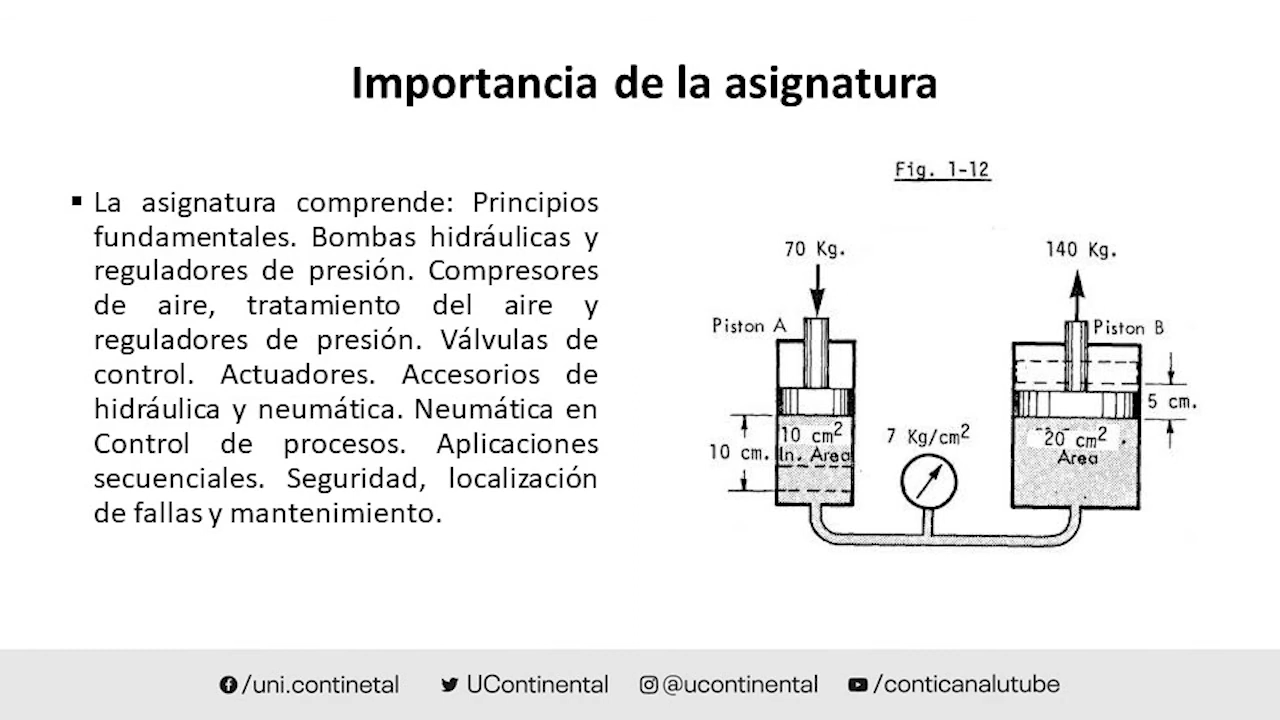 Importancia de la asignatura
▪ La asignatura comprende: Principios
fundamentales. Bombas hidráulicas y
reguladores de presión. Compresores
de aire, tratamiento del aire y
reguladores de presión. Válvulas de
control. Actuadores. Accesorios de
hidráulica y neumática. Neumática en
Control de procesos. Aplicaciones
secuenciales. Seguridad, localización
de fallas y mantenimiento.
Fig. 1-12
70 Kg.
140 Kg.
Piston A
Piston B
5 cm.
10 cm²
In. Area
10 cm.
7 Kg/cm²
20 cm²
Area
/uni.continetal
UContinental
@ucontinental
/conticanalutube